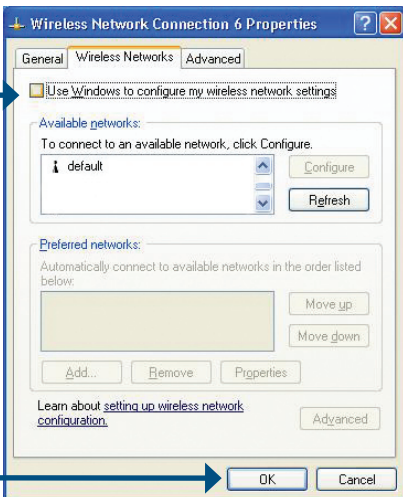 Wireless Network Connection 6 Properties
General Wireless Networks Advanced
Use Windows to configure my wireless network settings
Available networks:
To connect to an available network, click Configure.
default
Configure
Refresh
Preferred networks:
Automatically connect to available networks in the order listed
below:
Move up
Move down
Add... Remove Properties
Learn about setting up wireless network
configuration.
Advanced
OK Cancel